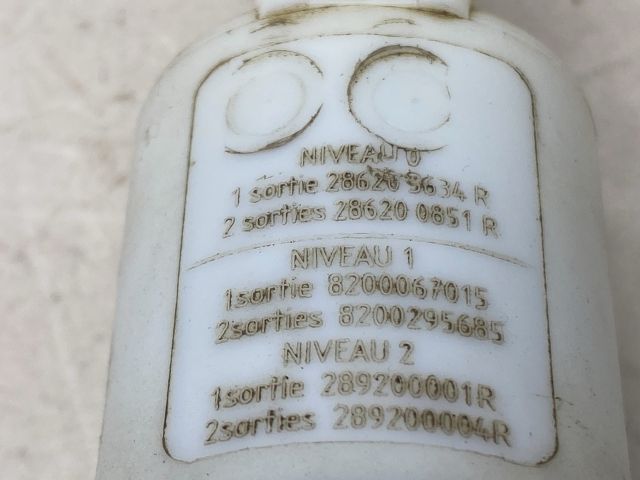 NIVEAU 0
1 sortie 28620 5634 R
2 sorties 28620 0851 R
NIVEAU 1
1sortie 8200067015
2sorties 8200295685
NIVEAU 2
1sortie 289200001R
2sorties 289200004R